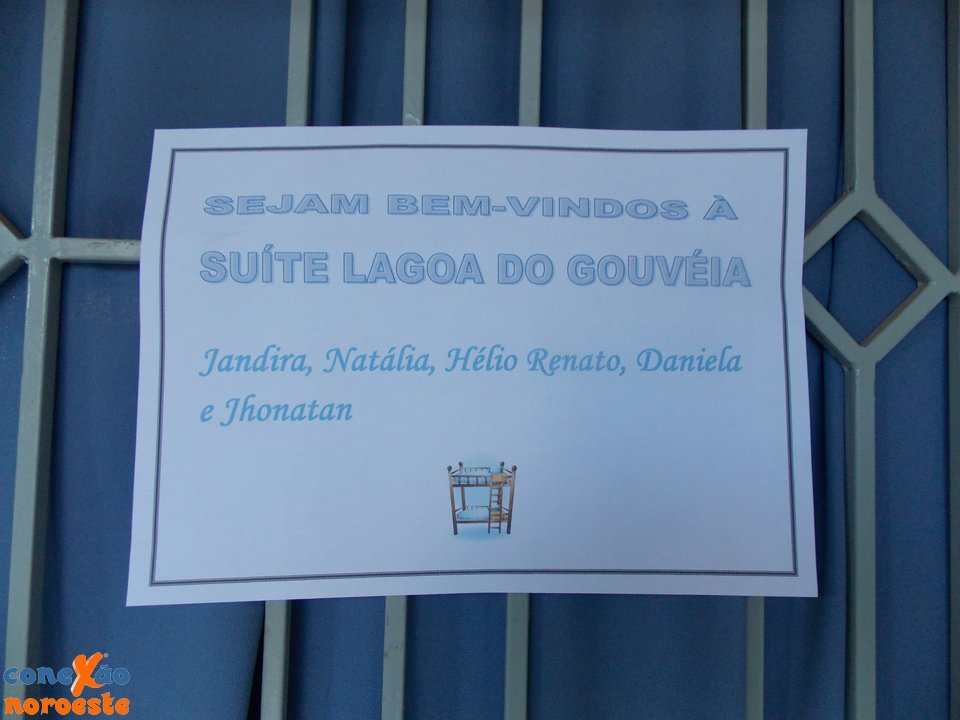 SEJAM BEM-VINDOS À
SUÍTE LAGOA DO GOUVÉIA
Jandira, Natália, Hélio Renato, Daniela
e Jhonatan
coneXão
noroeste